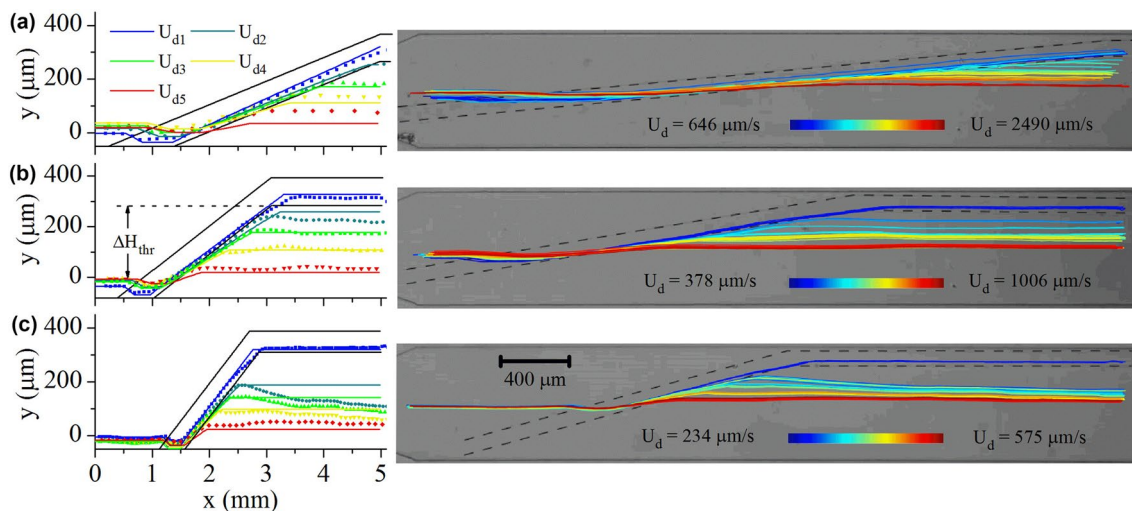 (a)
400
200
0
y (μm)
U_d1 U_d2
U_d3 U_d4
U_d5
U_d = 646 μm/s
U_d = 2490 μm/s
(b)
400
200
0
y (μm)
ΔH_thr
U_d = 378 μm/s
U_d = 1006 μm/s
(c)
400
200
0
y (μm)
400 μm
U_d = 234 μm/s
U_d = 575 μm/s
0 1 2 3 4 5
x (mm)